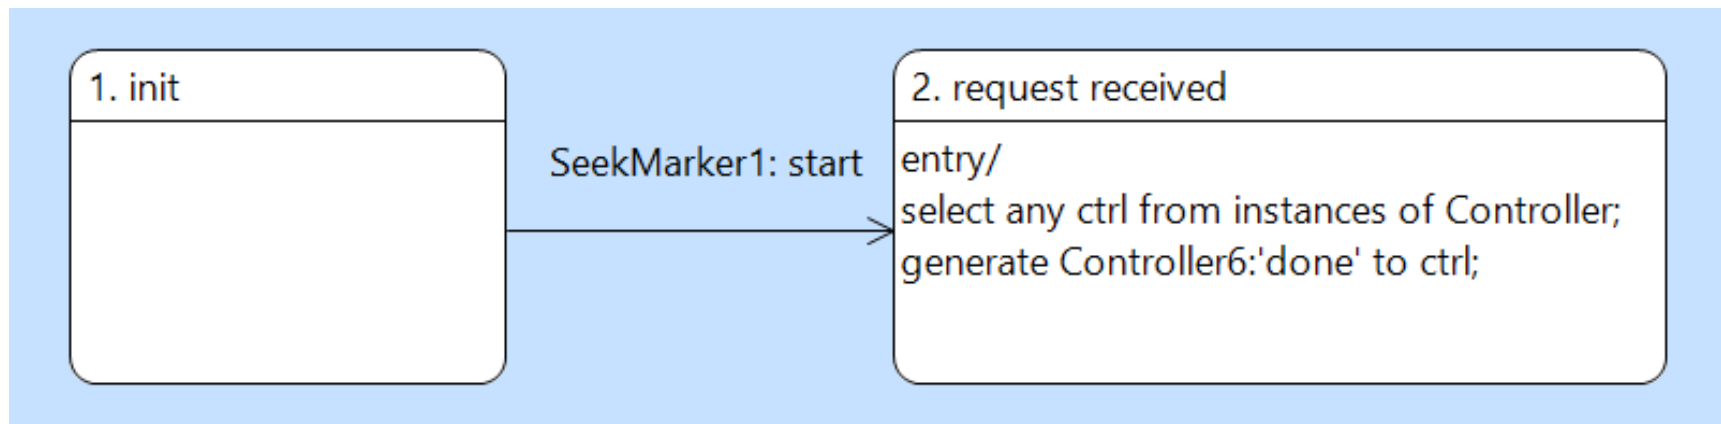 1. init
SeekMarker1: start
2. request received
entry/
select any ctrl from instances of Controller;
generate Controller6:'done' to ctrl;